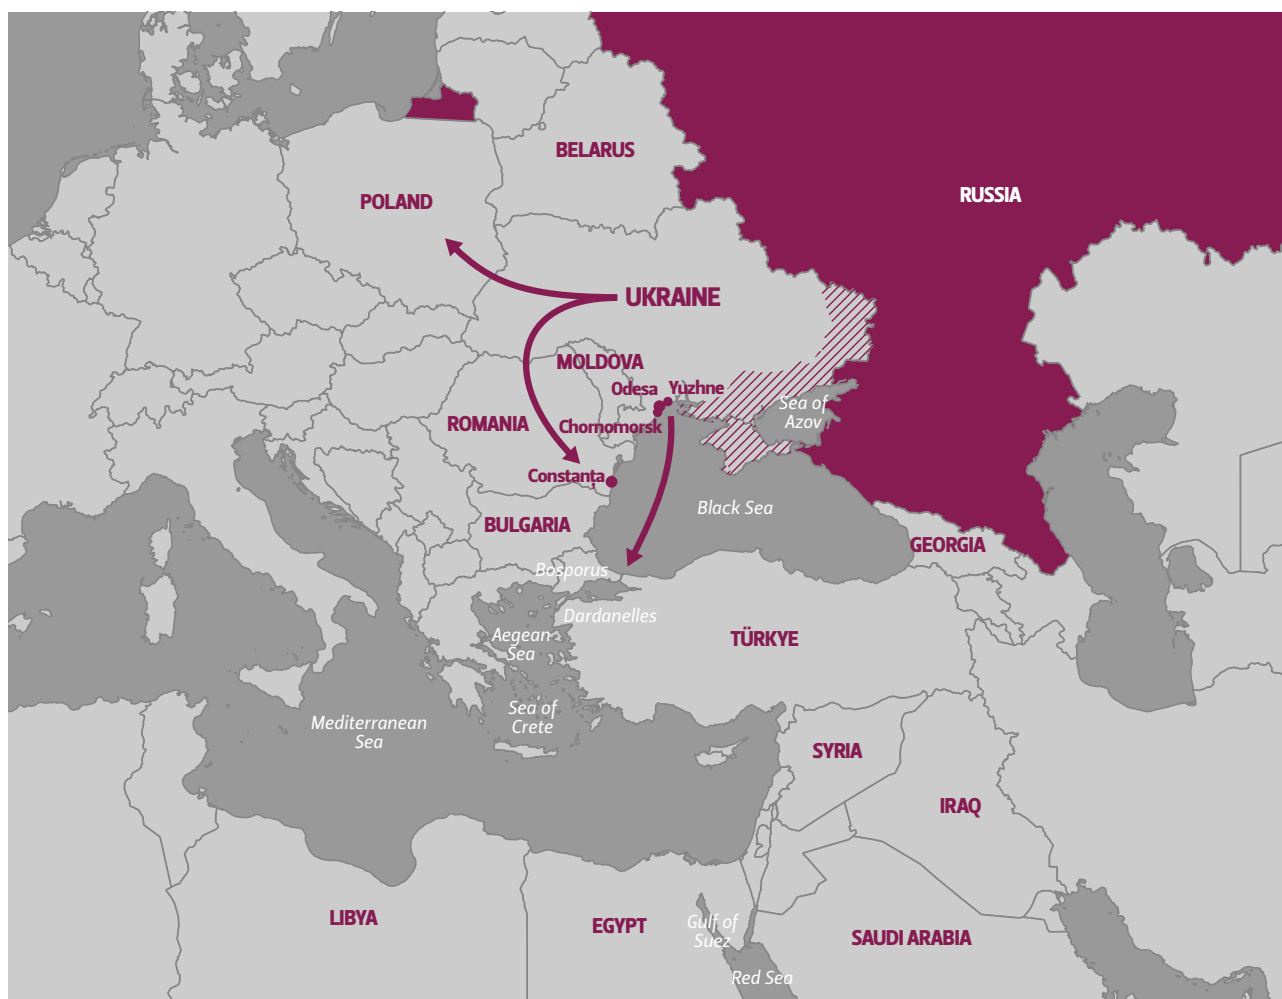 BELARUS
RUSSIA
POLAND
UKRAINE
MOLDOVA
Odesa
Yuzhne
Sea of
Azov
ROMANIA
Chornomorsk
Constanța
Black Sea
BULGARIA
GEORGIA
Bosporus
Dardanelles
Aegean
Sea
TÜRKYE
Sea of
Crete
Mediterranean
Sea
SYRIA
IRAQ
LIBYA
EGYPT
Gulf of
Suez
SAUDI ARABIA
Red Sea